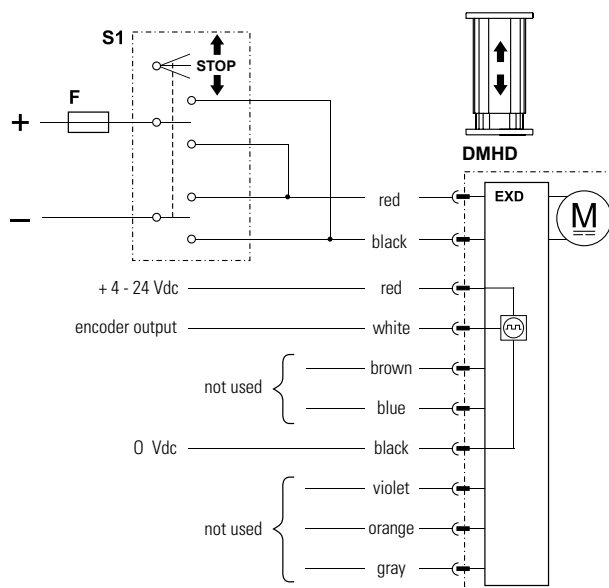 S1
STOP
F
+
–
DMHD
EXD
M
red
black
+ 4 - 24 Vdc red
encoder output white
brown
not used
blue
0 Vdc black
violet
not used orange
gray